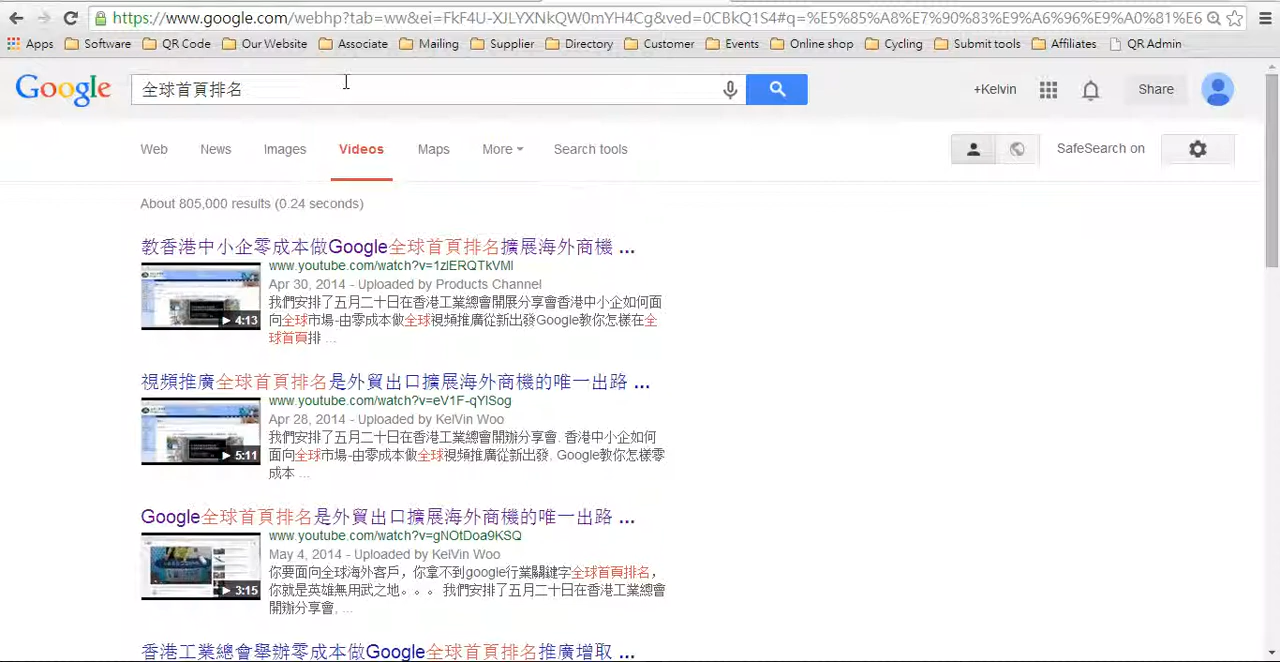 https://www.google.com/webhp?tab=ww&ei=FkF4U-XJLYXNkQW0mYH4Cg&ved=0CBkQ1S4#q=%E5%85%A8%E7%90%83%E9%A6%96%E9%A0%81%E6
Apps Software QR Code Our Website Associate Mailing Supplier Directory Customer Events Online shop Cycling Submit tools Affiliates QR Admin
Google 全球首頁排名 +Kelvin Share
Web News Images Videos Maps More Search tools SafeSearch on
About 805,000 results (0.24 seconds)
教香港中小企零成本做Google全球首頁排名擴展海外商機 ...
www.youtube.com/watch?v=1zIERQTkVMI
Apr 30, 2014 - Uploaded by Products Channel
我們安排了五月二十日在香港工業總會開展分享會香港中小企如何面
向全球市場-由零成本做全球視頻推廣從新出發Google教你怎樣在全
球首頁排 ...
4:13
視頻推廣全球首頁排名是外貿出口擴展海外商機的唯一出路 ...
www.youtube.com/watch?v=eV1F-qYlSog
Apr 28, 2014 - Uploaded by KelVin Woo
我們安排了五月二十日在香港工業總會開辦分享會. 香港中小企如何
面向全球市場-由零成本做全球視頻推廣從新出發. Google教你怎樣零
成本 ...
5:11
Google全球首頁排名是外貿出口擴展海外商機的唯一出路 ...
www.youtube.com/watch?v=gNOtDoa9KSQ
May 4, 2014 - Uploaded by KelVin Woo
你要面向全球海外客戶，你拿不到google行業關鍵字全球首頁排名，
你就是英雄無用武之地。。。 我們安排了五月二十日在香港工業總會
開辦分享會, ...
3:15
香港工業總會舉辦零成本做Google全球首頁排名推廣增取 ...